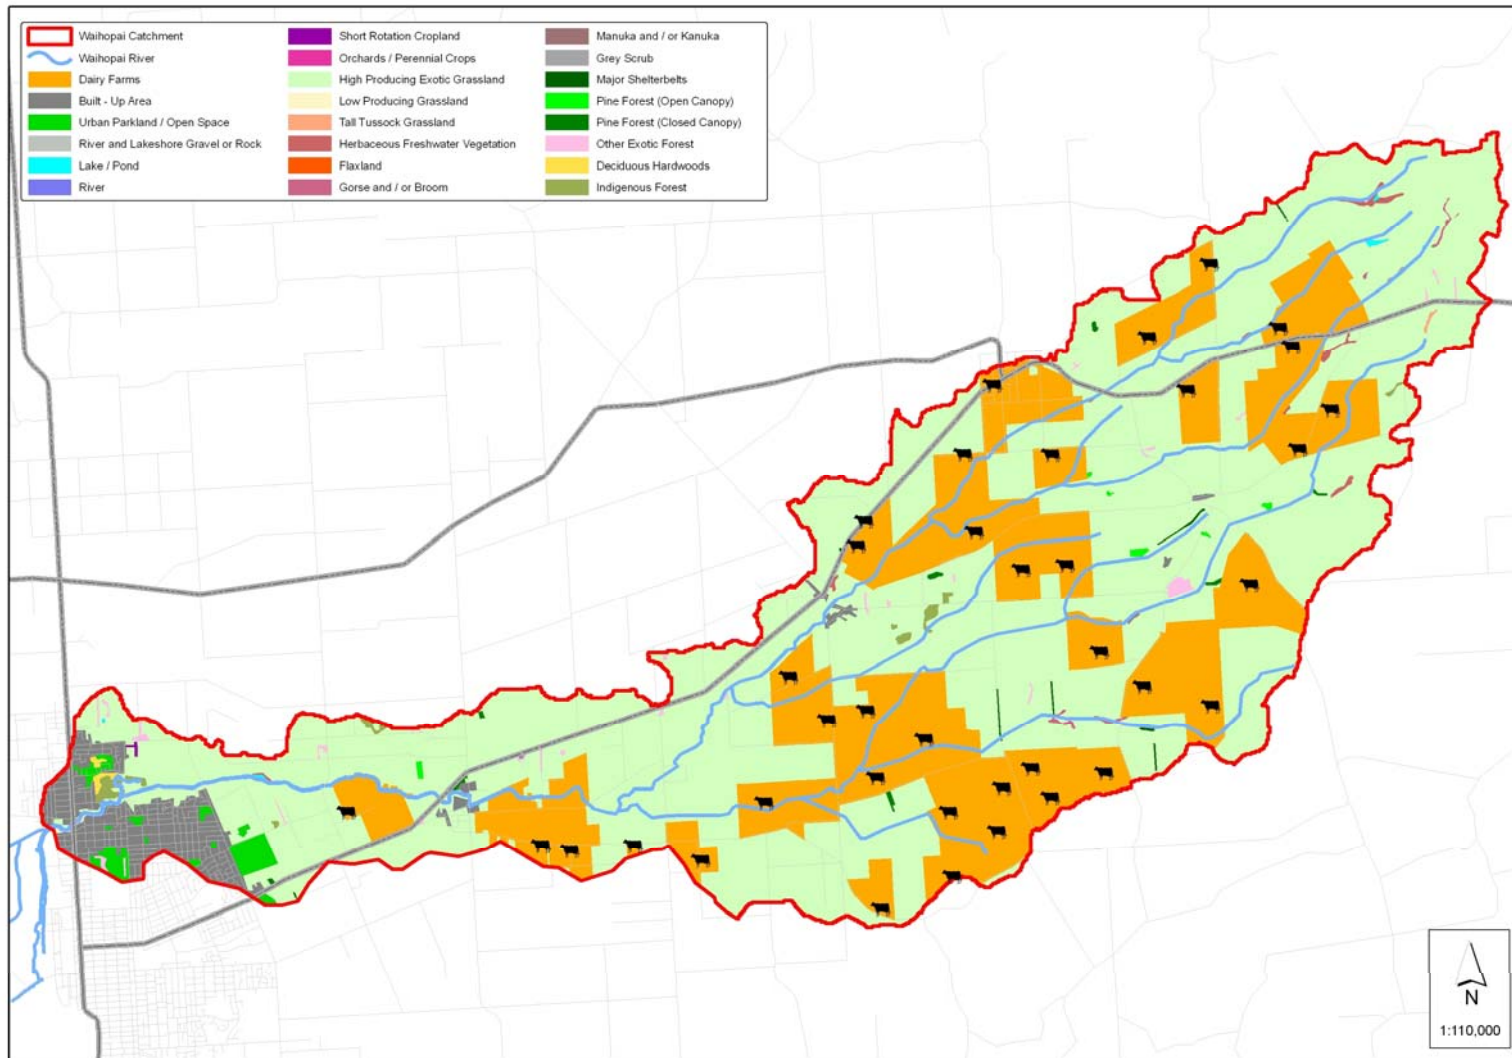 Waihopai Catchment
Waihopai River
Dairy Farms
Built - Up Area
Urban Parkland / Open Space
River and Lakeshore Gravel or Rock
Lake / Pond
River
Short Rotation Cropland
Orchards / Perennial Crops
High Producing Exotic Grassland
Low Producing Grassland
Tall Tussock Grassland
Herbaceous Freshwater Vegetation
Flaxland
Gorse and / or Broom
Manuka and / or Kanuka
Grey Scrub
Major Shelterbelts
Pine Forest (Open Canopy)
Pine Forest (Closed Canopy)
Other Exotic Forest
Deciduous Hardwoods
Indigenous Forest
N
1:110,000